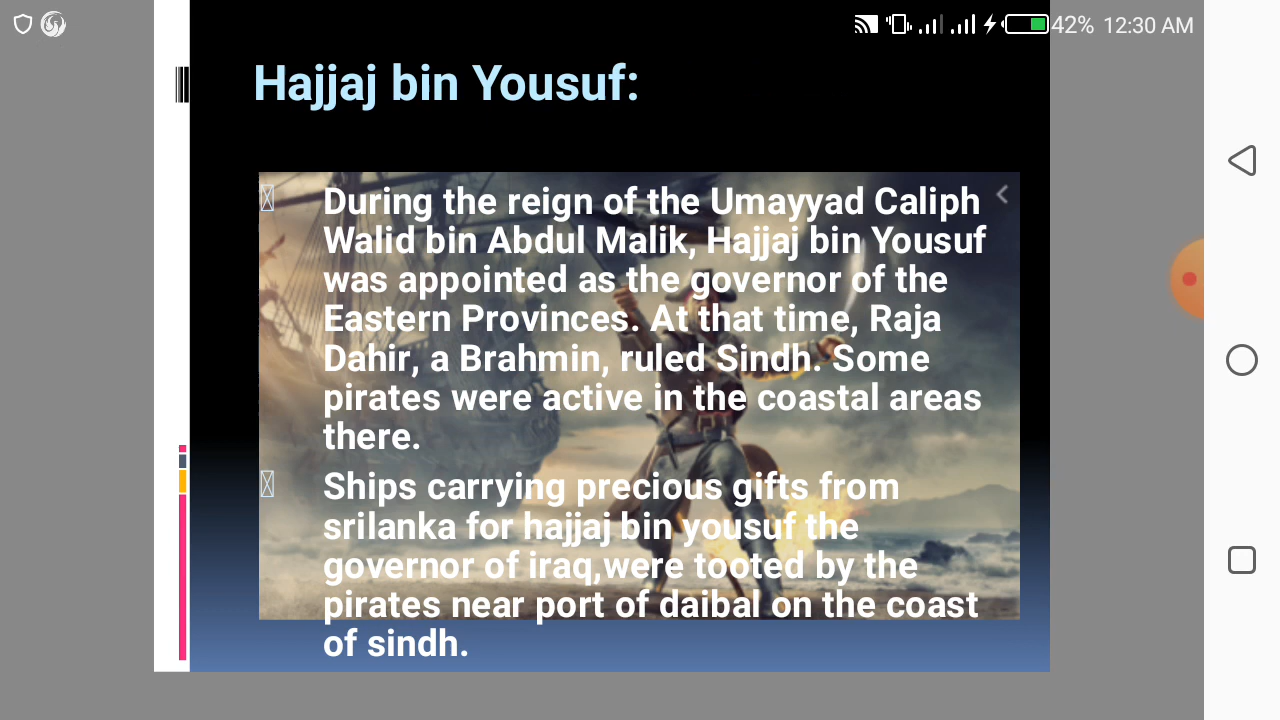 42% 12:30 AM
Hajjaj bin Yousuf:
During the reign of the Umayyad Caliph
Walid bin Abdul Malik, Hajjaj bin Yousuf
was appointed as the governor of the
Eastern Provinces. At that time, Raja
Dahir, a Brahmin, ruled Sindh. Some
pirates were active in the coastal areas
there.
Ships carrying precious gifts from
srilanka for hajjaj bin yousuf the
governor of iraq,were tooted by the
pirates near port of daibal on the coast
of sindh.